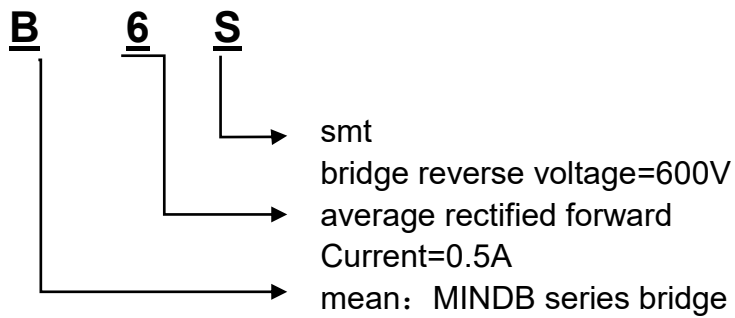 B 6 S
smt
bridge reverse voltage=600V
average rectified forward
Current=0.5A
mean：MINDB series bridge